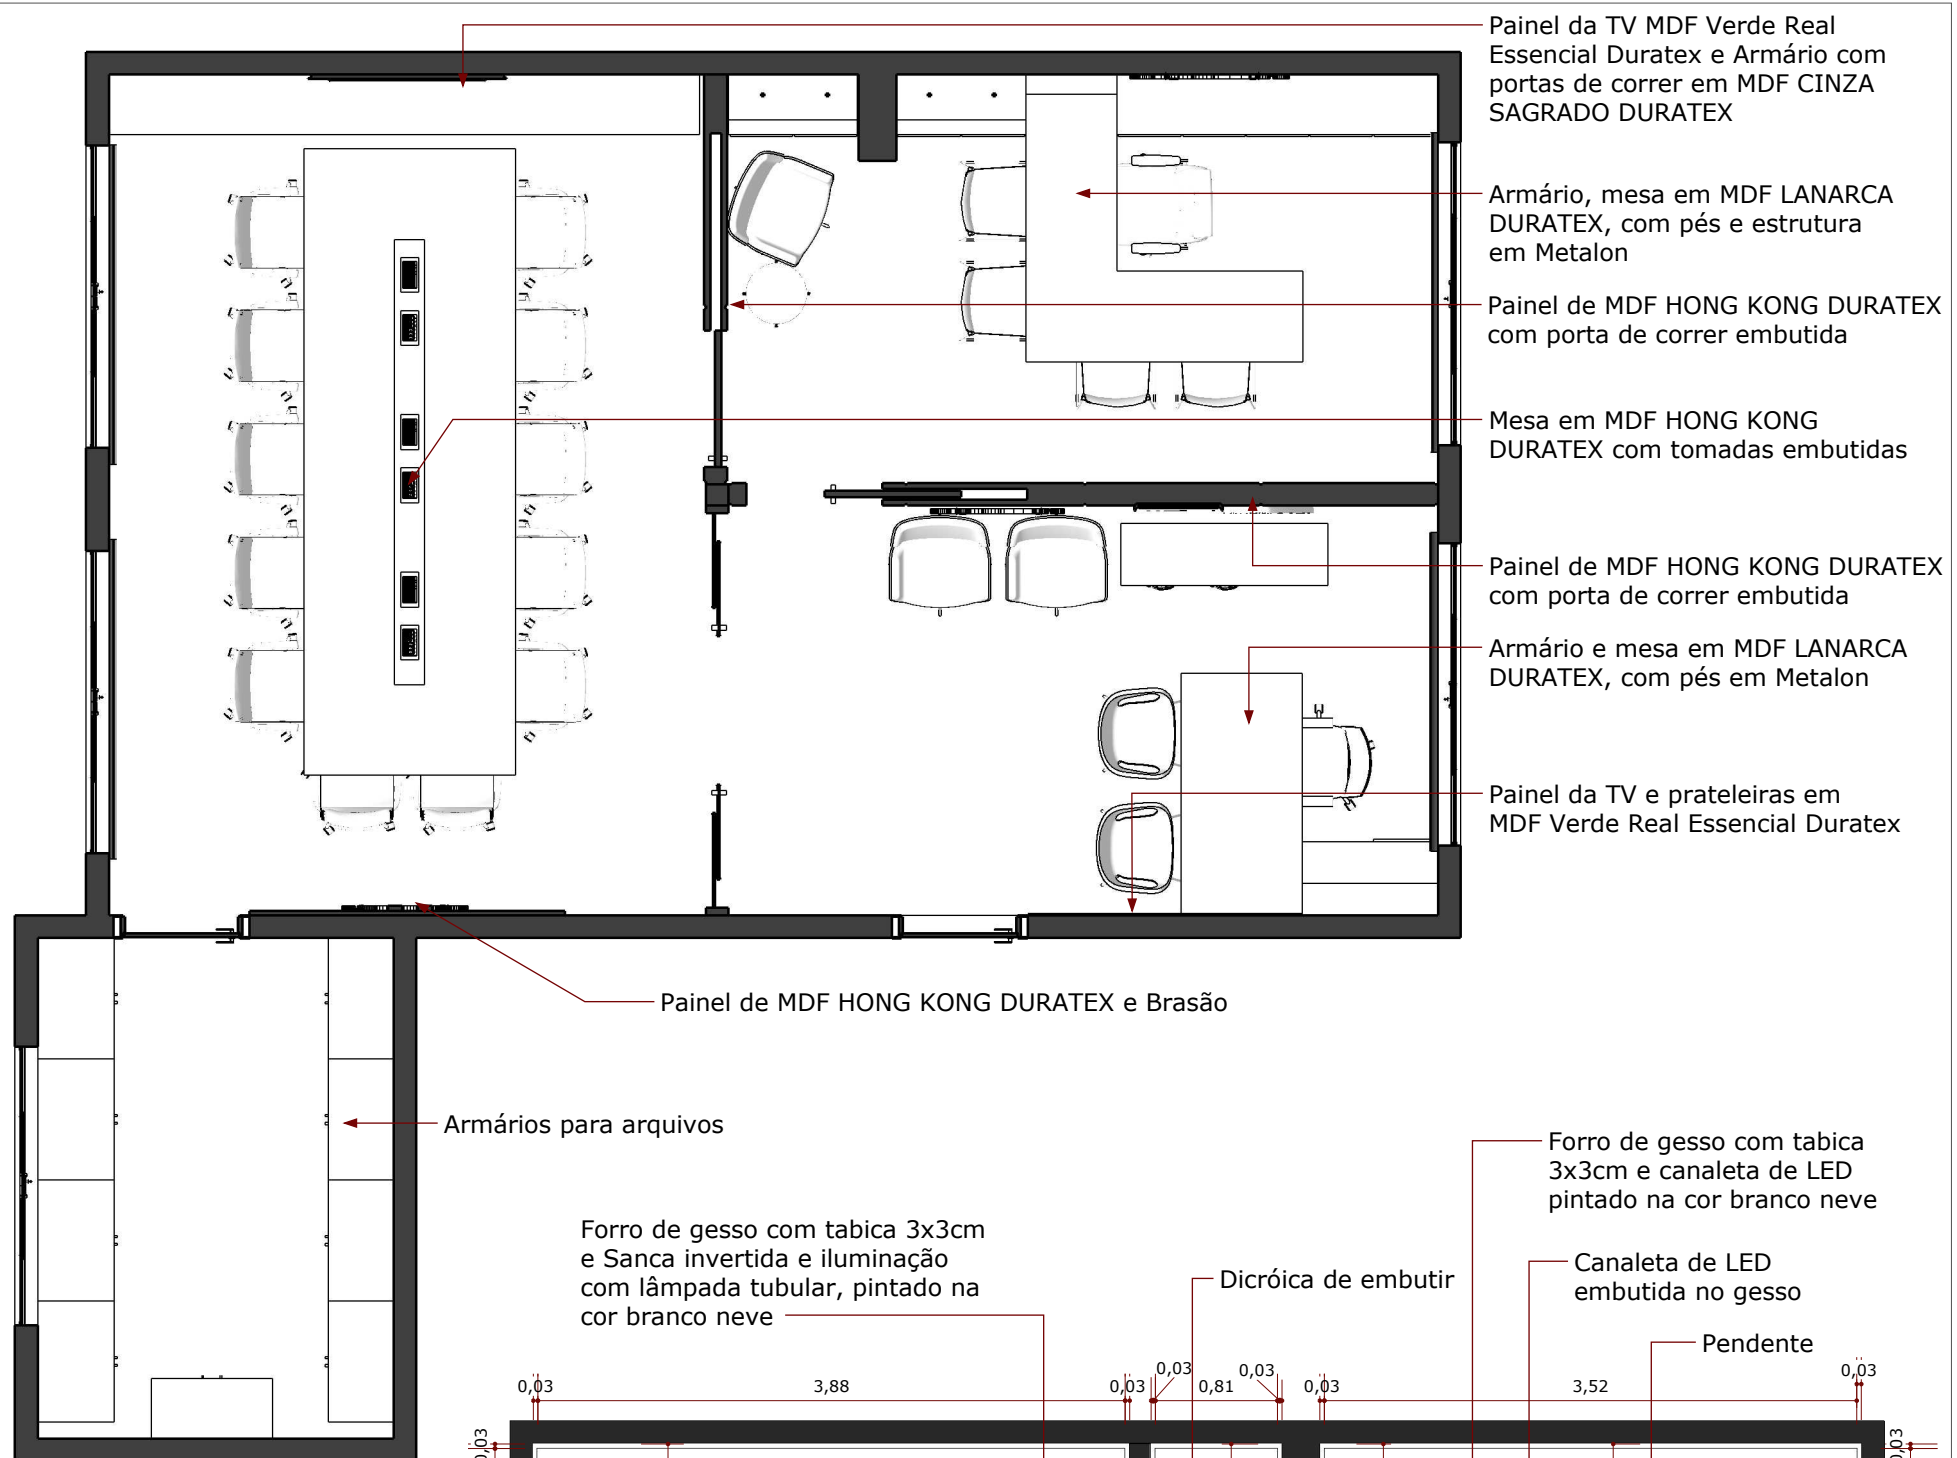 Painel da TV MDF Verde Real
Essencial Duratex e Armário com
portas de correr em MDF CINZA
SAGRADO DURATEX
Armário, mesa em MDF LANARCA
DURATEX, com pés e estrutura
em Metalon
Painel de MDF HONG KONG DURATEX
com porta de correr embutida
Mesa em MDF HONG KONG
DURATEX com tomadas embutidas
Painel de MDF HONG KONG DURATEX
com porta de correr embutida
Armário e mesa em MDF LANARCA
DURATEX, com pés em Metalon
Painel da TV e prateleiras em
MDF Verde Real Essencial Duratex
Painel de MDF HONG KONG DURATEX e Brasão
Armários para arquivos
Forro de gesso com tabica
3x3cm e canaleta de LED
pintado na cor branco neve
Forro de gesso com tabica 3x3cm
e Sanca invertida e iluminação
com lâmpada tubular, pintado na
cor branco neve
Dicróica de embutir
Canaleta de LED
embutida no gesso
Pendente
0,03
3,88
0,03
0,03
0,81
0,03
0,03
3,52
0,03
0,03
0,03